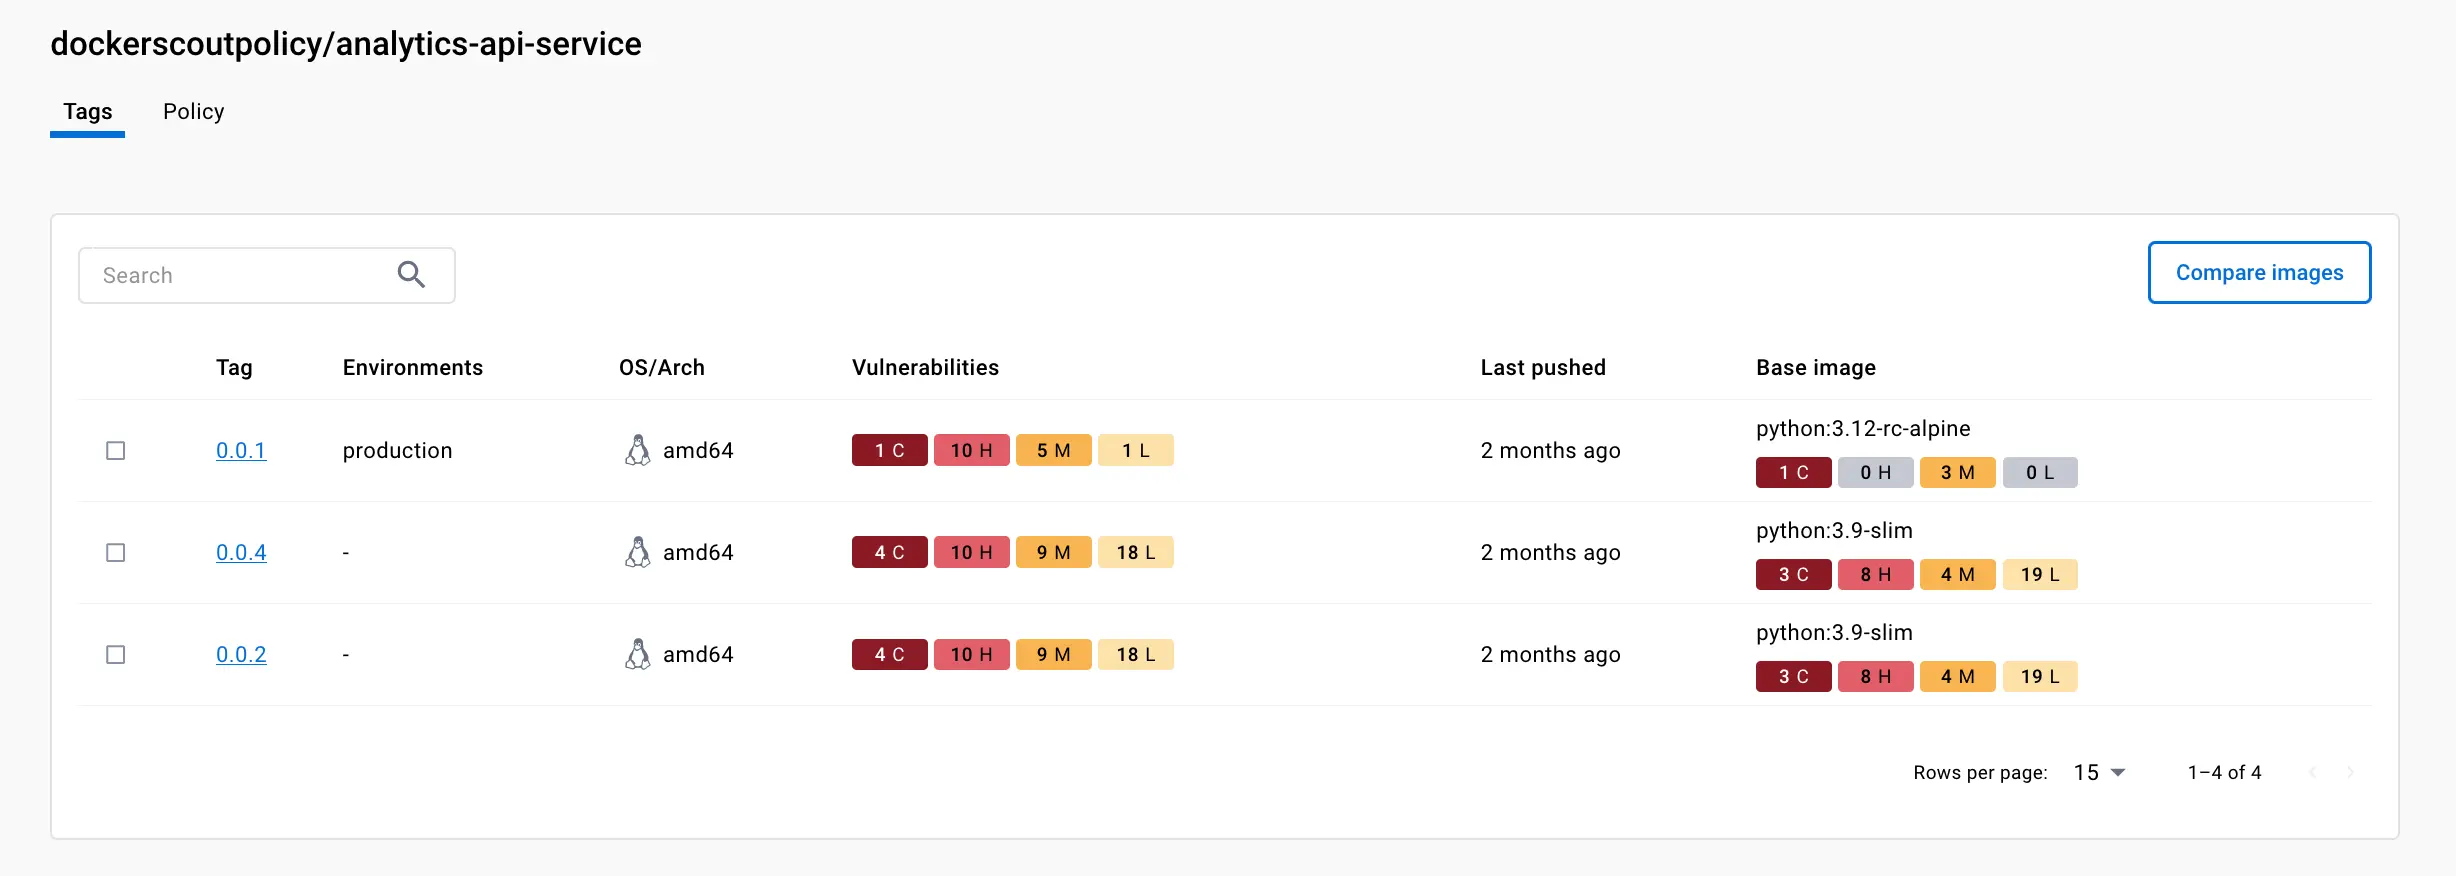 dockerscoutpolicy/analytics-api-service
Tags Policy
Search
Compare images
Tag Environments OS/Arch Vulnerabilities Last pushed Base image
0.0.1 production amd64 1 C 10 H 5 M 1 L 2 months ago python:3.12-rc-alpine
1 C 0 H 3 M 0 L
0.0.4 - amd64 4 C 10 H 9 M 18 L 2 months ago python:3.9-slim
3 C 8 H 4 M 19 L
0.0.2 - amd64 4 C 10 H 9 M 18 L 2 months ago python:3.9-slim
3 C 8 H 4 M 19 L
Rows per page: 15 1–4 of 4